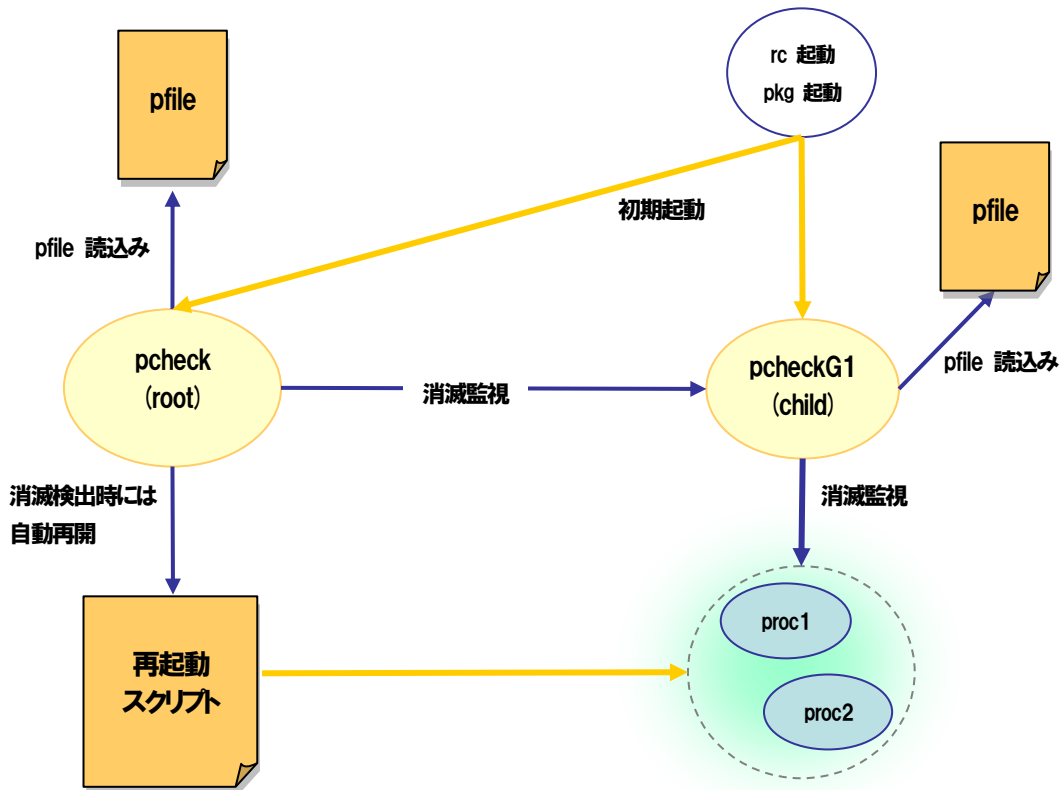 rc 起動
pkg 起動
pfile
pfile
初期起動
pfile 読込み
pcheck
(root)
消滅監視
pcheckG1
(child)
pfile 読込み
消滅検出時には
自動再開
消滅監視
再起動
スクリプト
proc1
proc2